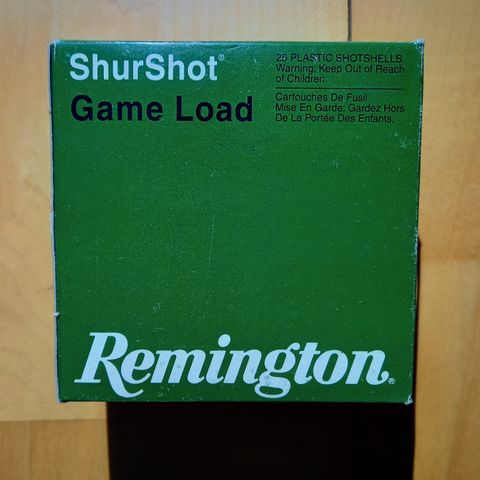 ShurShot®
Game Load
25 PLASTIC SHOTSHELLS.
Warning: Keep Out of Reach
of Children.
Cartouches De Fusil
Mise En Garde: Gardez Hors
De La Portée Des Enfants.
Remington®